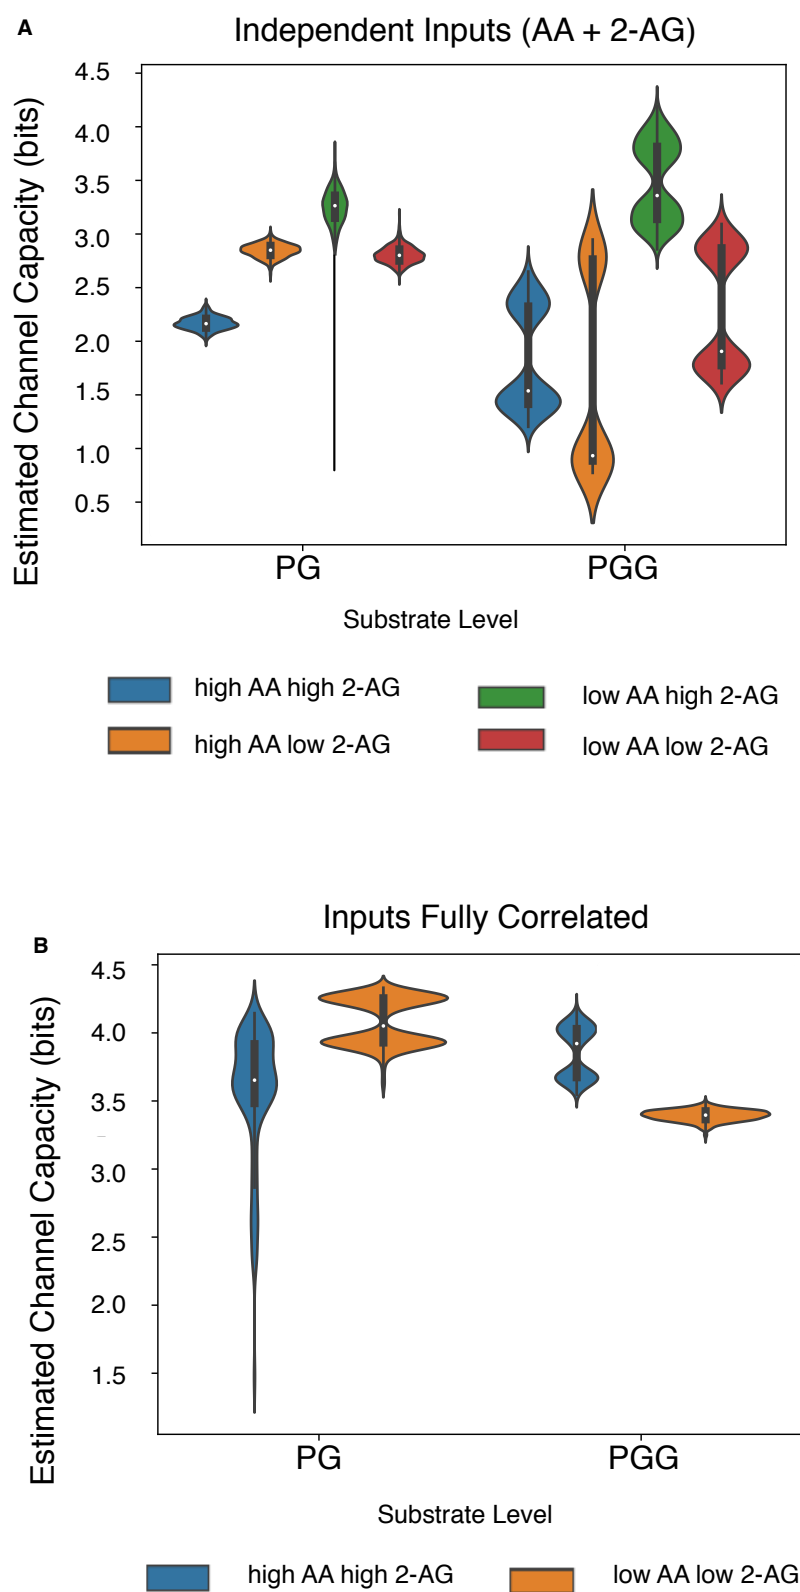 A
Independent Inputs (AA + 2-AG)
Estimated Channel Capacity (bits)
4.5
4.0
3.5
3.0
2.5
2.0
1.5
1.0
0.5
PG PGG
Substrate Level
high AA high 2-AG
low AA high 2-AG
high AA low 2-AG
low AA low 2-AG
B
Inputs Fully Correlated
Estimated Channel Capacity (bits)
4.5
4.0
3.5
3.0
2.5
2.0
1.5
PG PGG
Substrate Level
high AA high 2-AG
low AA low 2-AG